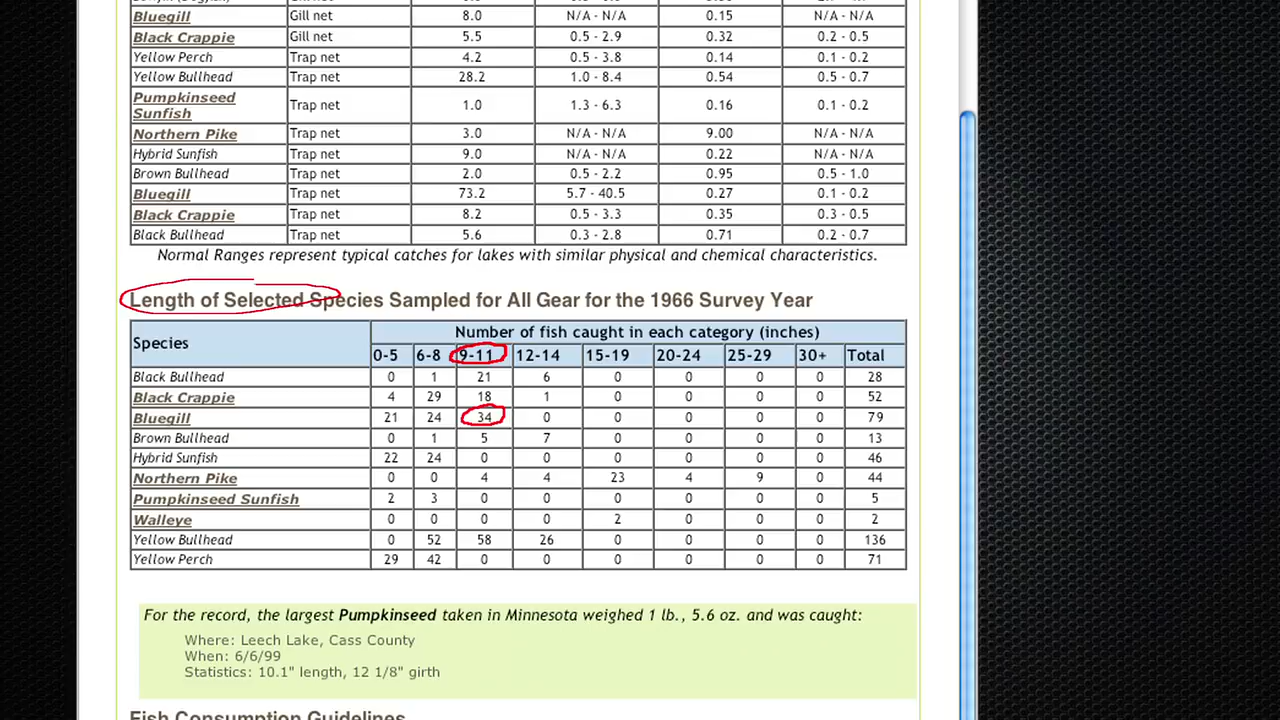 Bluegill Gill net 8.0 N/A - N/A 0.15 N/A - N/A
Black Crappie Gill net 5.5 0.5 - 2.9 0.32 0.2 - 0.5
Yellow Perch Trap net 4.2 0.5 - 3.8 0.14 0.1 - 0.2
Yellow Bullhead Trap net 28.2 1.0 - 8.4 0.54 0.5 - 0.7
Pumpkinseed
Sunfish Trap net 1.0 1.3 - 6.3 0.16 0.1 - 0.2
Northern Pike Trap net 3.0 N/A - N/A 9.00 N/A - N/A
Hybrid Sunfish Trap net 9.0 N/A - N/A 0.22 N/A - N/A
Brown Bullhead Trap net 2.0 0.5 - 2.2 0.95 0.5 - 1.0
Bluegill Trap net 73.2 5.7 - 40.5 0.27 0.1 - 0.2
Black Crappie Trap net 8.2 0.5 - 3.3 0.35 0.3 - 0.5
Black Bullhead Trap net 5.6 0.3 - 2.8 0.71 0.2 - 0.7
Normal Ranges represent typical catches for lakes with similar physical and chemical characteristics.
Length of Selected Species Sampled for All Gear for the 1966 Survey Year
Species Number of fish caught in each category (inches)
0-5 6-8 9-11 12-14 15-19 20-24 25-29 30+ Total
Black Bullhead 0 1 21 6 0 0 0 0 28
Black Crappie 4 29 18 1 0 0 0 0 52
Bluegill 21 24 34 0 0 0 0 0 79
Brown Bullhead 0 1 5 7 0 0 0 0 13
Hybrid Sunfish 22 24 0 0 0 0 0 0 46
Northern Pike 0 0 4 4 23 4 9 0 44
Pumpkinseed Sunfish 2 3 0 0 0 0 0 0 5
Walleye 0 0 0 0 2 0 0 0 2
Yellow Bullhead 0 52 58 26 0 0 0 0 136
Yellow Perch 29 42 0 0 0 0 0 0 71
For the record, the largest Pumpkinseed taken in Minnesota weighed 1 lb., 5.6 oz. and was caught:
Where: Leech Lake, Cass County
When: 6/6/99
Statistics: 10.1" length, 12 1/8" girth
Fish Consumption Guidelines